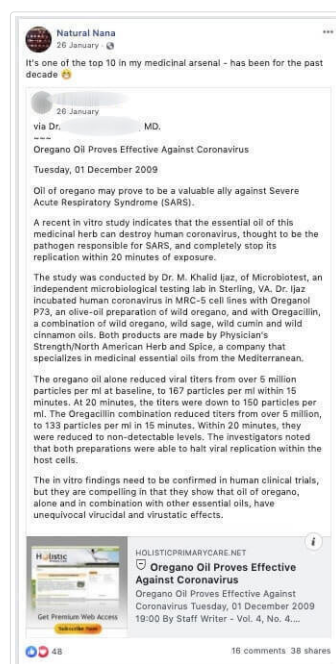 Natural Nana
26 January ·
It's one of the top 10 in my medicinal arsenal - has been for the past
decade
26 January
via Dr. , MD.
~~~
Oregano Oil Proves Effective Against Coronavirus
Tuesday, 01 December 2009
Oil of oregano may prove to be a valuable ally against Severe
Acute Respiratory Syndrome (SARS).
A recent in vitro study indicates that the essential oil of this
medicinal herb can destroy human coronavirus, thought to be the
pathogen responsible for SARS, and completely stop its
replication within 20 minutes of exposure.
The study was conducted by Dr. M. Khalid Ijaz, of Microbiotest, an
independent microbiological testing lab in Sterling, VA. Dr. Ijaz
incubated human coronavirus in MRC-5 cell lines with Oreganol
P73, an olive-oil preparation of wild oregano, and with Oregacillin,
a combination of wild oregano, wild sage, wild cumin and wild
cinnamon oils. Both products are made by Physician's
Strength/North American Herb and Spice, a company that
specializes in medicinal essential oils from the Mediterranean.
The oregano oil alone reduced viral titers from over 5 million
particles per ml at baseline, to 167 particles per ml within 15
minutes. At 20 minutes, the titers were down to 150 particles per
ml. The Oregacillin combination reduced titers from over 5 million,
to 133 particles per ml in 15 minutes. Within 20 minutes, they
were reduced to non-detectable levels. The investigators noted
that both preparations were able to halt viral replication within the
host cells.
The in vitro findings need to be confirmed in human clinical trials,
but they are compelling in that they show that oil of oregano,
alone and in combination with other essential oils, have
unequivocal virucidal and virustatic effects.
Holistic
Get Premium Web Access
Subscribe Now!
HOLISTICPRIMARYCARE.NET
Oregano Oil Proves Effective
Against Coronavirus
Oregano Oil Proves Effective Against
Coronavirus Tuesday, 01 December 2009
19:00 By Staff Writer - Vol. 4, No. 4....
48
16 comments 38 shares